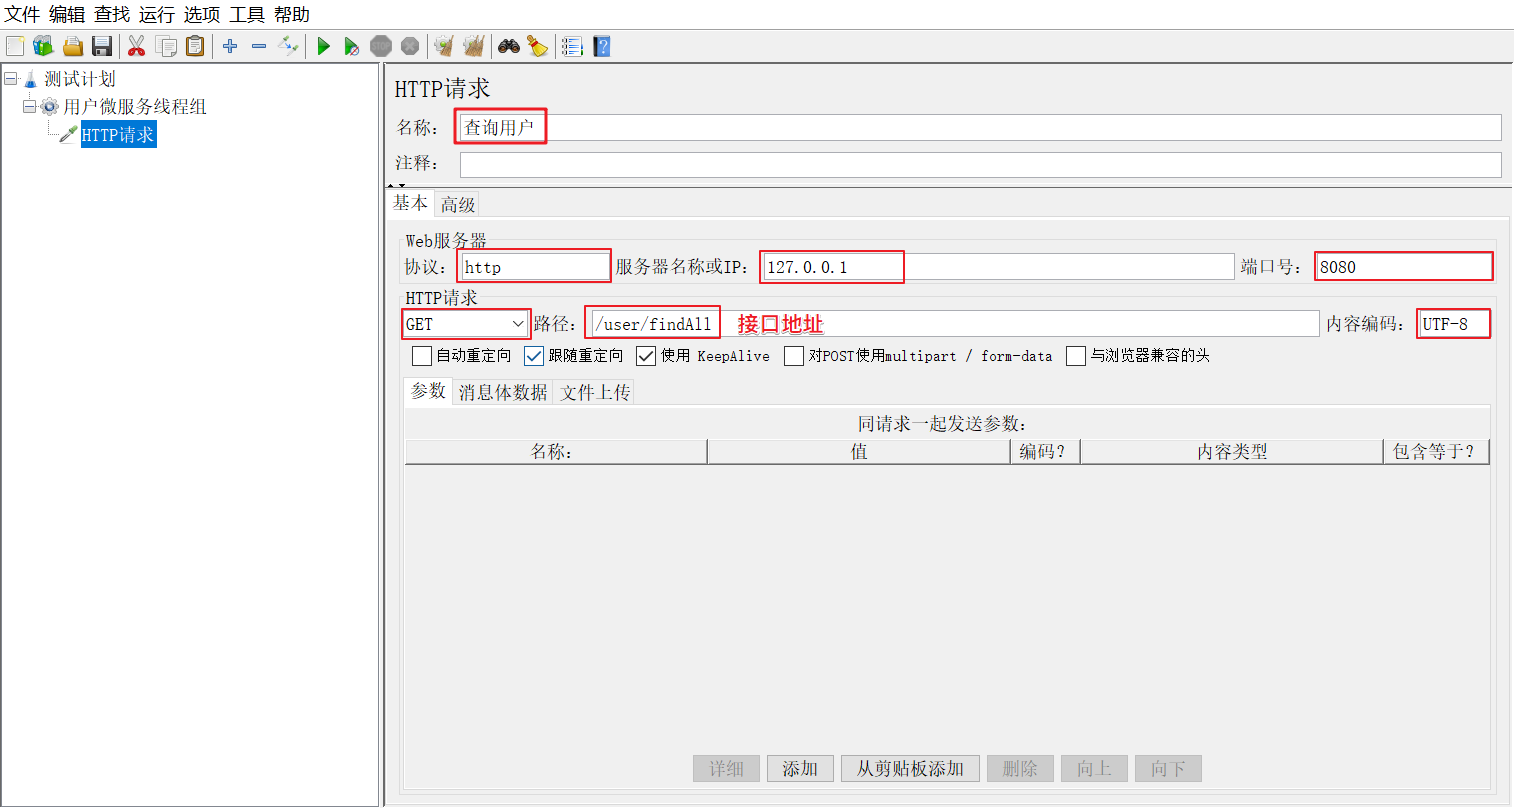 文件 编辑 查找 运行 选项 工具 帮助
STOP
测试计划
用户微服务线程组
HTTP请求
HTTP请求
名称: 查询用户
注释:
基本 高级
Web服务器
协议: http 服务器名称或IP: 127.0.0.1 端口号: 8080
HTTP请求
GET 路径: /user/findAll 接口地址 内容编码: UTF-8
自动重定向 跟随重定向 使用 KeepAlive 对POST使用multipart / form-data 与浏览器兼容的头
参数 消息体数据 文件上传
同请求一起发送参数:
名称: 值 编码? 内容类型 包含等于?
详细 添加 从剪贴板添加 删除 向上 向下